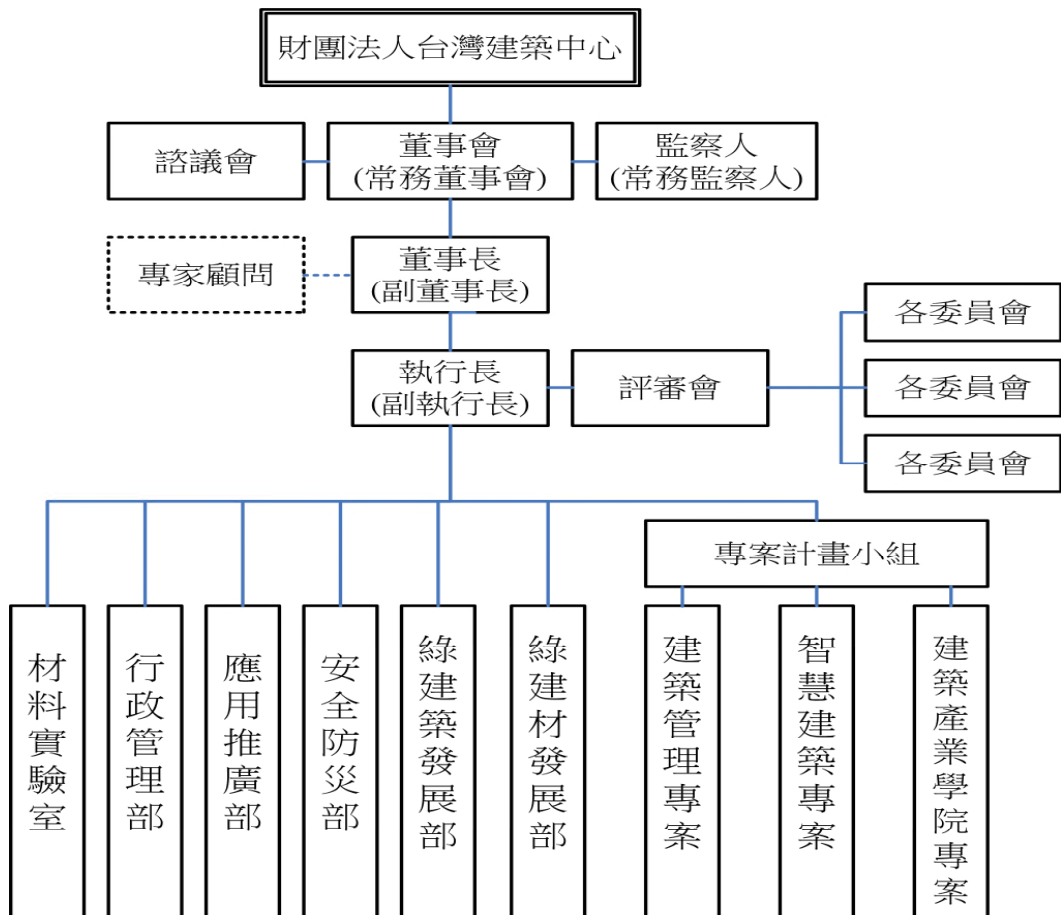 財團法人台灣建築中心
諮議會
董事會
(常務董事會)
監察人
(常務監察人)
專家顧問
董事長
(副董事長)
各委員會
執行長
(副執行長)
評審會
各委員會
各委員會
專案計畫小組
材料實驗室
行政管理部
應用推廣部
安全防災部
綠建築發展部
綠建材發展部
建築管理專案
智慧建築專案
建築產業學院專案